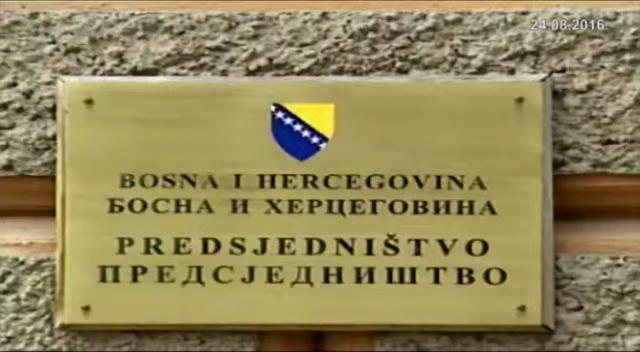 24.08.2016
BOSNA I HERCEGOVINA
БОСНА И ХЕРЦЕГОВИНА
PREDSJEDNIŠTVO
ПРЕДСЈЕДНИШТВО